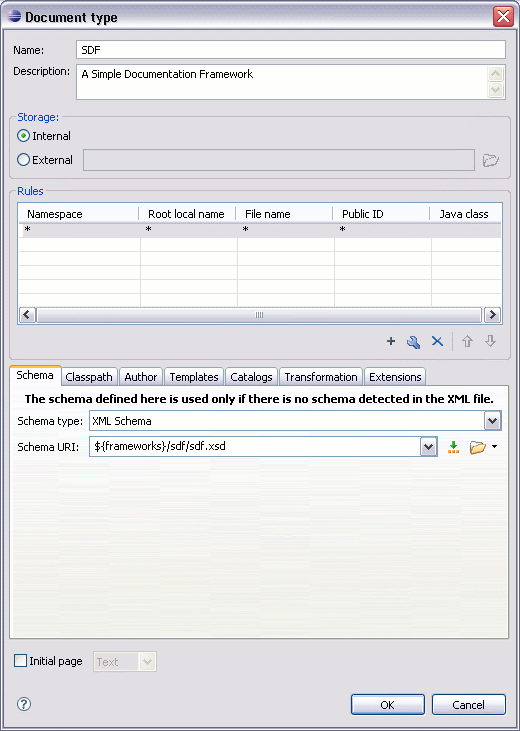 Document type
Name: SDF
Description: A Simple Documentation Framework
Storage:
Internal
External
Rules
Namespace Root local name File name Public ID Java class
* * * *
Schema Classpath Author Templates Catalogs Transformation Extensions
The schema defined here is used only if there is no schema detected in the XML file.
Schema type: XML Schema
Schema URI: ${frameworks}/sdf/sdf.xsd
Initial page Text
? OK Cancel